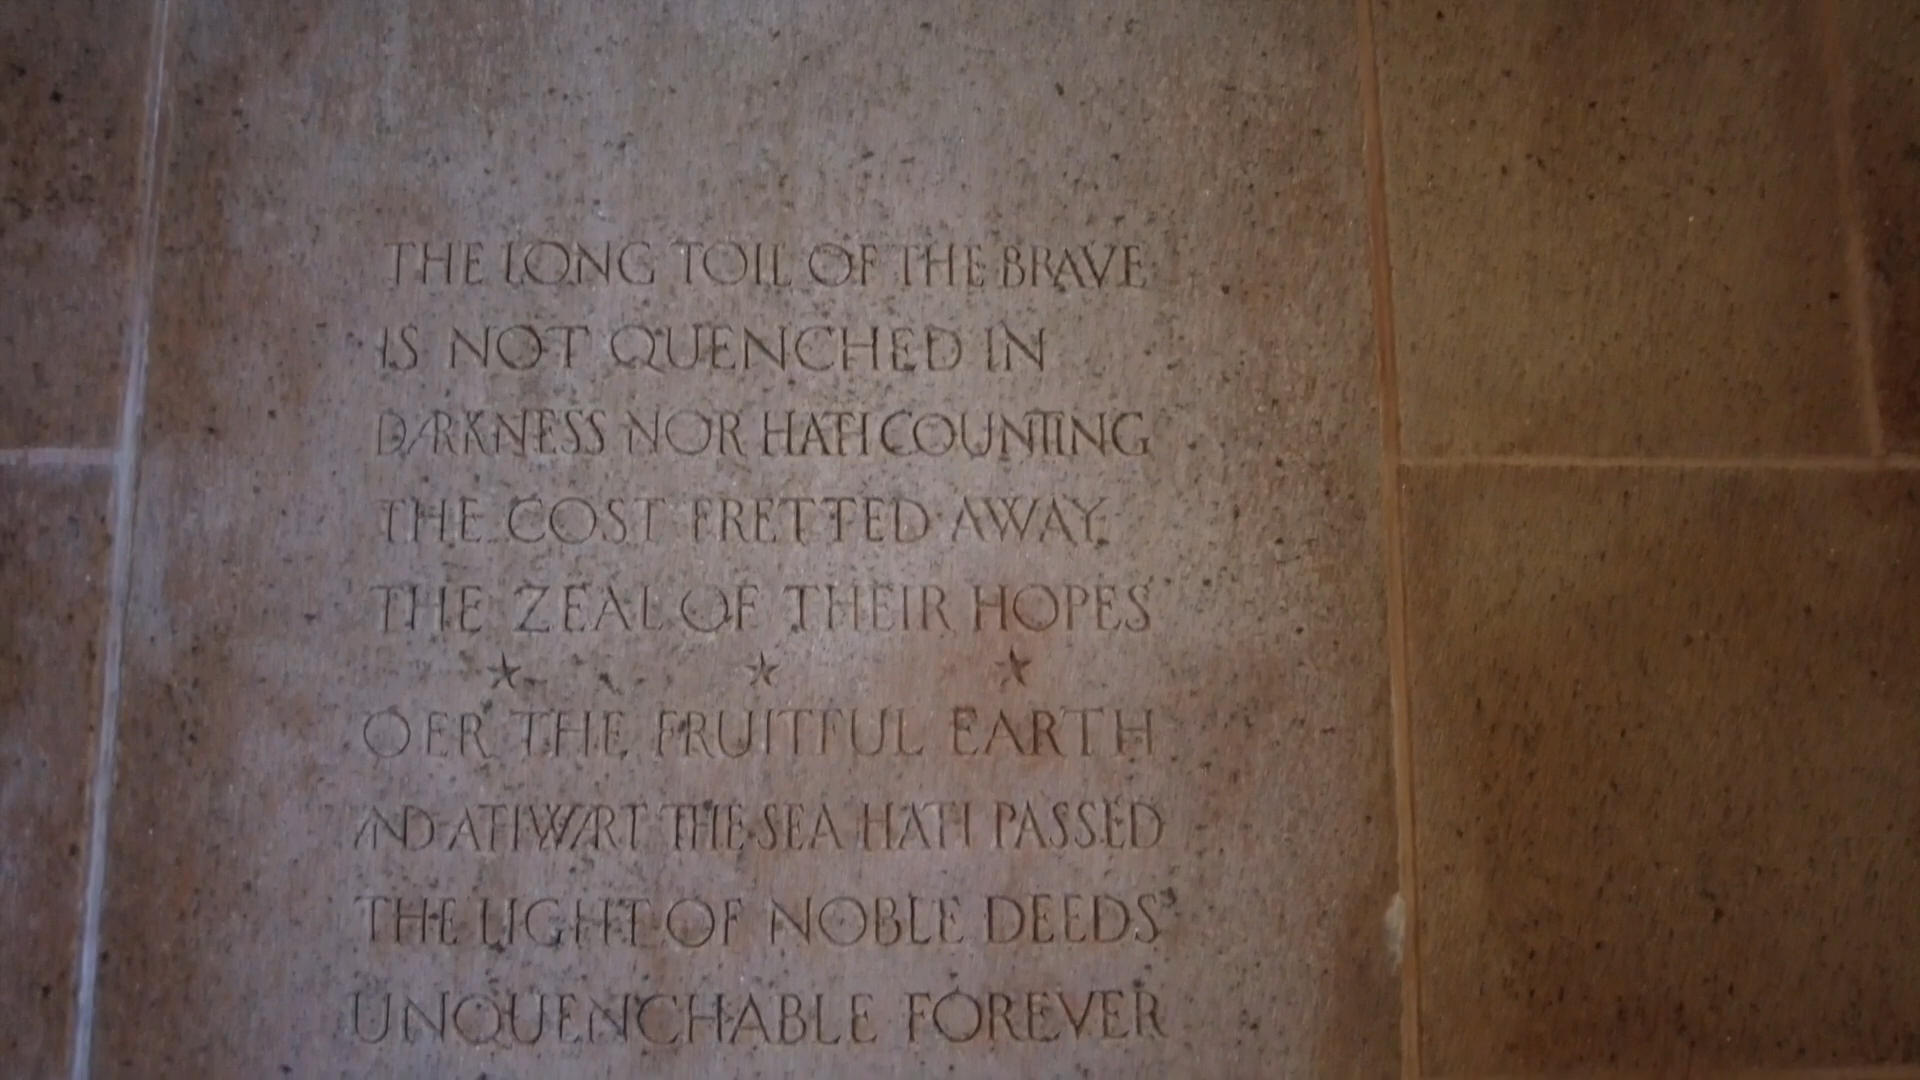 THE LONG TOIL OF THE BRAVE
IS NOT QUENCHED IN
DARKNESS NOR HATH COUNTING
THE COST FRETTED AWAY
THE ZEAL OF THEIR HOPES
OER THE FRUITFUL EARTH
AND ATHWART THE SEA HATH PASSED
THE LIGHT OF NOBLE DEEDS
UNQUENCHABLE FOREVER